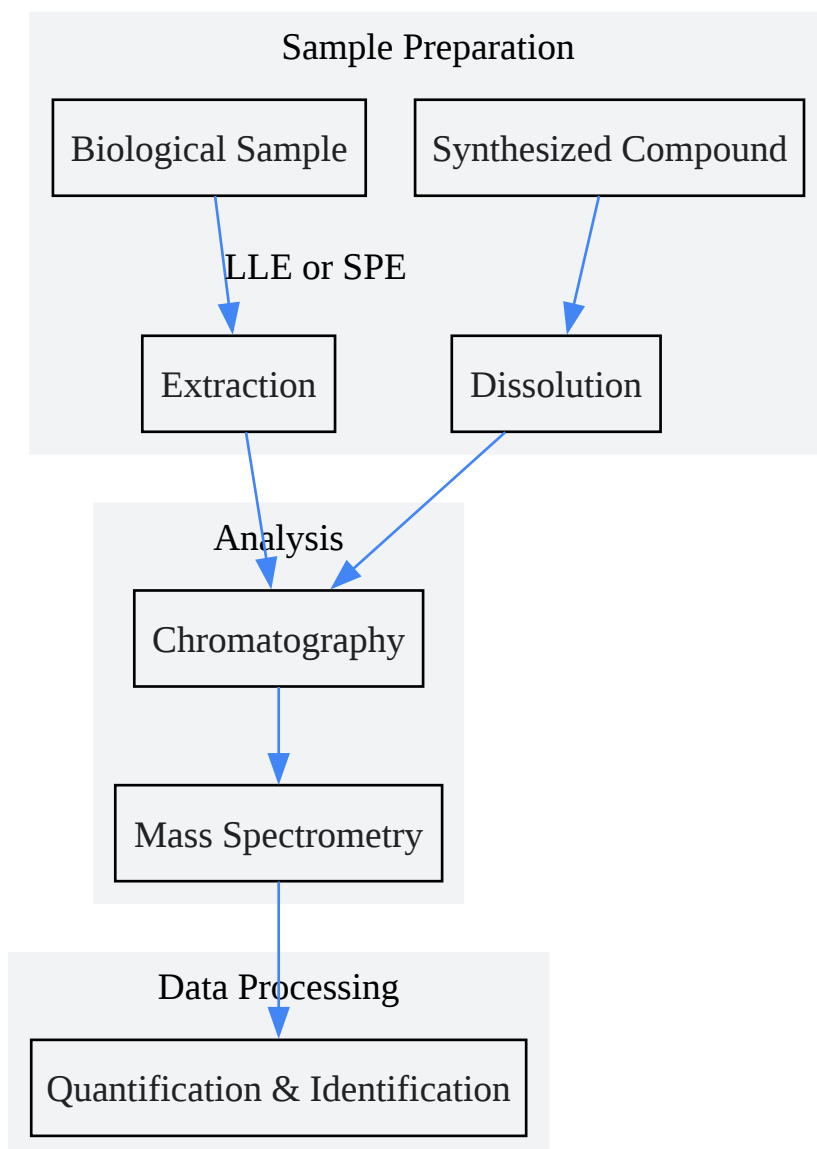 Sample Preparation
Biological Sample
Synthesized Compound
LLE or SPE
Extraction
Dissolution
Analysis
Chromatography
Mass Spectrometry
Data Processing
Quantification & Identification